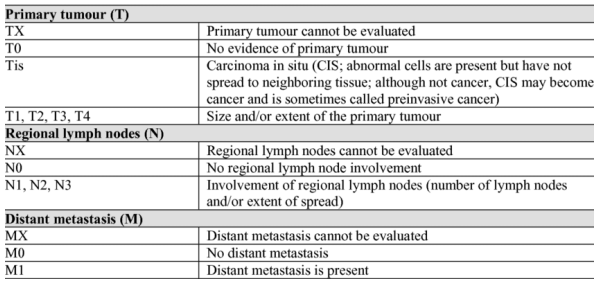 Primary tumour (T)
TX Primary tumour cannot be evaluated
T0 No evidence of primary tumour
Tis Carcinoma in situ (CIS; abnormal cells are present but have not
spread to neighboring tissue; although not cancer, CIS may become
cancer and is sometimes called preinvasive cancer)
T1, T2, T3, T4 Size and/or extent of the primary tumour
Regional lymph nodes (N)
NX Regional lymph nodes cannot be evaluated
N0 No regional lymph node involvement
N1, N2, N3 Involvement of regional lymph nodes (number of lymph nodes
and/or extent of spread)
Distant metastasis (M)
MX Distant metastasis cannot be evaluated
M0 No distant metastasis
M1 Distant metastasis is present